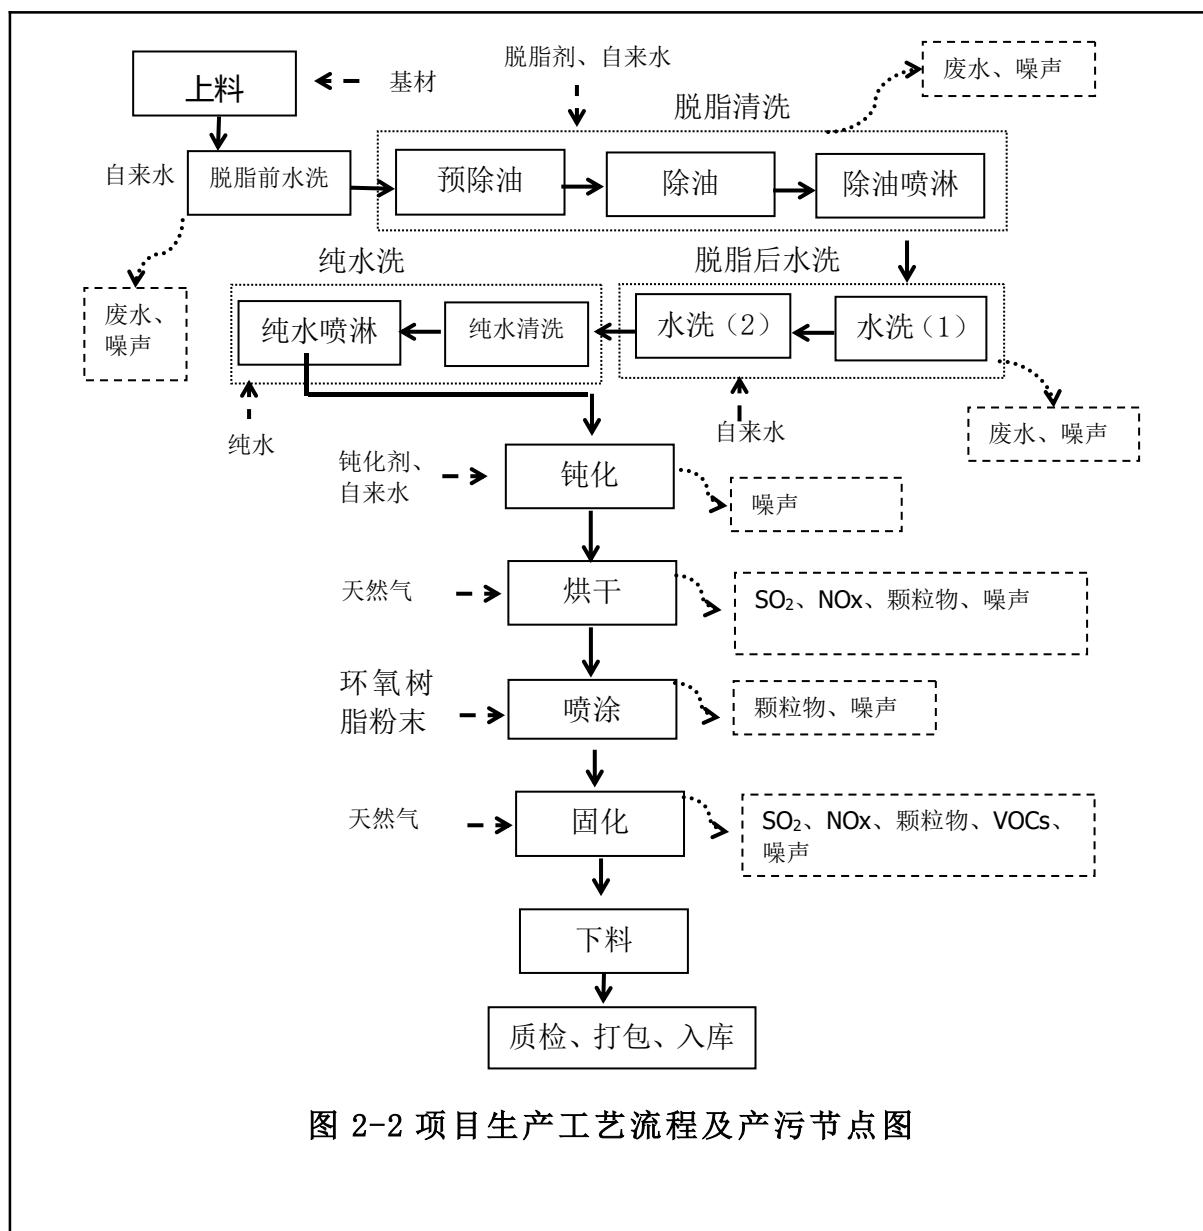 脱脂剂、自来水
废水、噪声
上料
基材
脱脂清洗
自来水
脱脂前水洗
预除油
除油
除油喷淋
纯水洗
脱脂后水洗
废水、
噪声
纯水喷淋
纯水清洗
水洗（2）
水洗（1）
纯水
自来水
废水、噪声
钝化剂、
自来水
钝化
噪声
天然气
烘干
SO₂、NOx、颗粒物、噪声
环氧树
脂粉末
喷涂
颗粒物、噪声
天然气
固化
SO₂、NOx、颗粒物、VOCs、
噪声
下料
质检、打包、入库
图 2-2 项目生产工艺流程及产污节点图